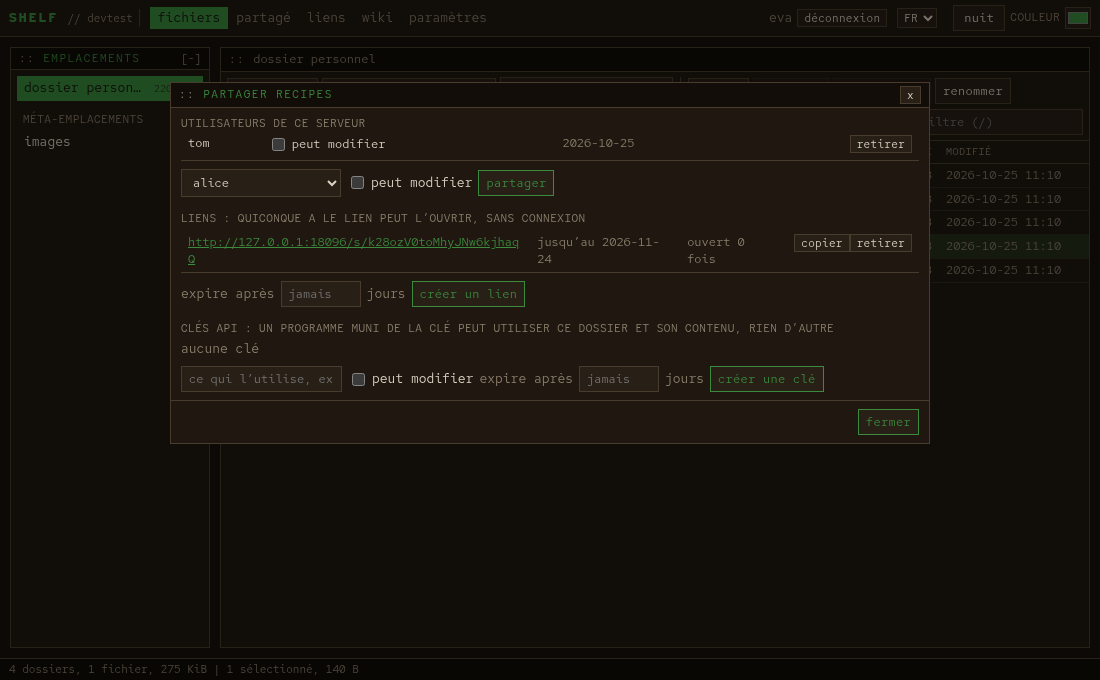 SHELF // devtest fichiers partagé liens wiki paramètres eva déconnexion FR nuit COULEUR
:: EMPLACEMENTS [-]
:: dossier personnel
dossier person…
:: PARTAGER RECIPES x
renommer
UTILISATEURS DE CE SERVEUR
MÉTA-EMPLACEMENTS
(/)
tom peut modifier 2026-10-25 retirer
images
MODIFIÉ
alice peut modifier partager
2026-10-25 11:10
2026-10-25 11:10
LIENS : QUICONQUE A LE LIEN PEUT L’OUVRIR, SANS CONNEXION
2026-10-25 11:10
http://127.0.0.1:18096/s/k28ozV0toMhyJNw6kjhaq
Q
jusqu’au 2026-11-
24
ouvert 0
fois
copier retirer
2026-10-25 11:10
2026-10-25 11:10
expire après jamais jours créer un lien
CLÉS API : UN PROGRAMME MUNI DE LA CLÉ PEUT UTILISER CE DOSSIER ET SON CONTENU, RIEN D’AUTRE
aucune clé
ce qui l’utilise, ex peut modifier expire après jamais jours créer une clé
fermer
4 dossiers, 1 fichier, 275 KiB | 1 sélectionné, 140 B